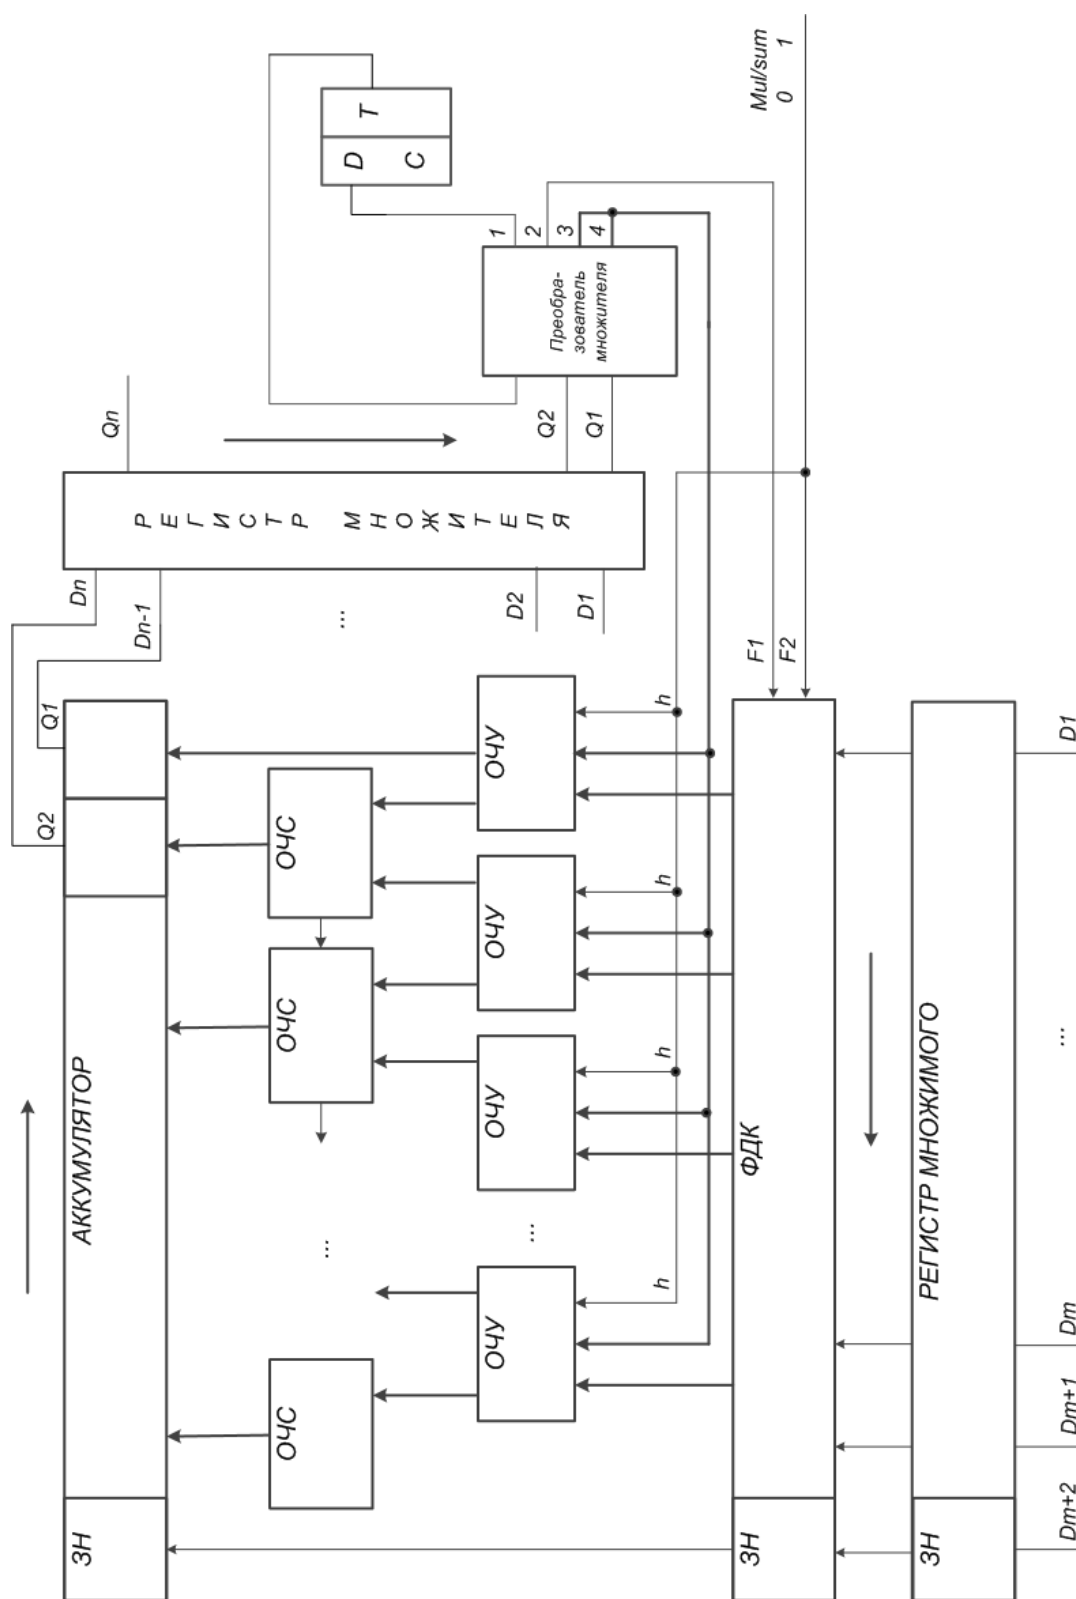 Q2
Q1
ЗН
АККУМУЛЯТОР
Dn
Dn-1
Qn
РЕГИСТР МНОЖИТЕЛЯ
...
D2
D1
Q2
Q1
D
T
C
1
2
3
4
Преобра-
зователь
множителя
ОЧС
...
ОЧС
ОЧС
ОЧУ
...
ОЧУ
ОЧУ
ОЧУ
h
h
h
h
F1
F2
Mul/sum
0 1
ЗН
ФДК
ЗН
РЕГИСТР МНОЖИМОГО
Dm+2
Dm+1
Dm
...
D1